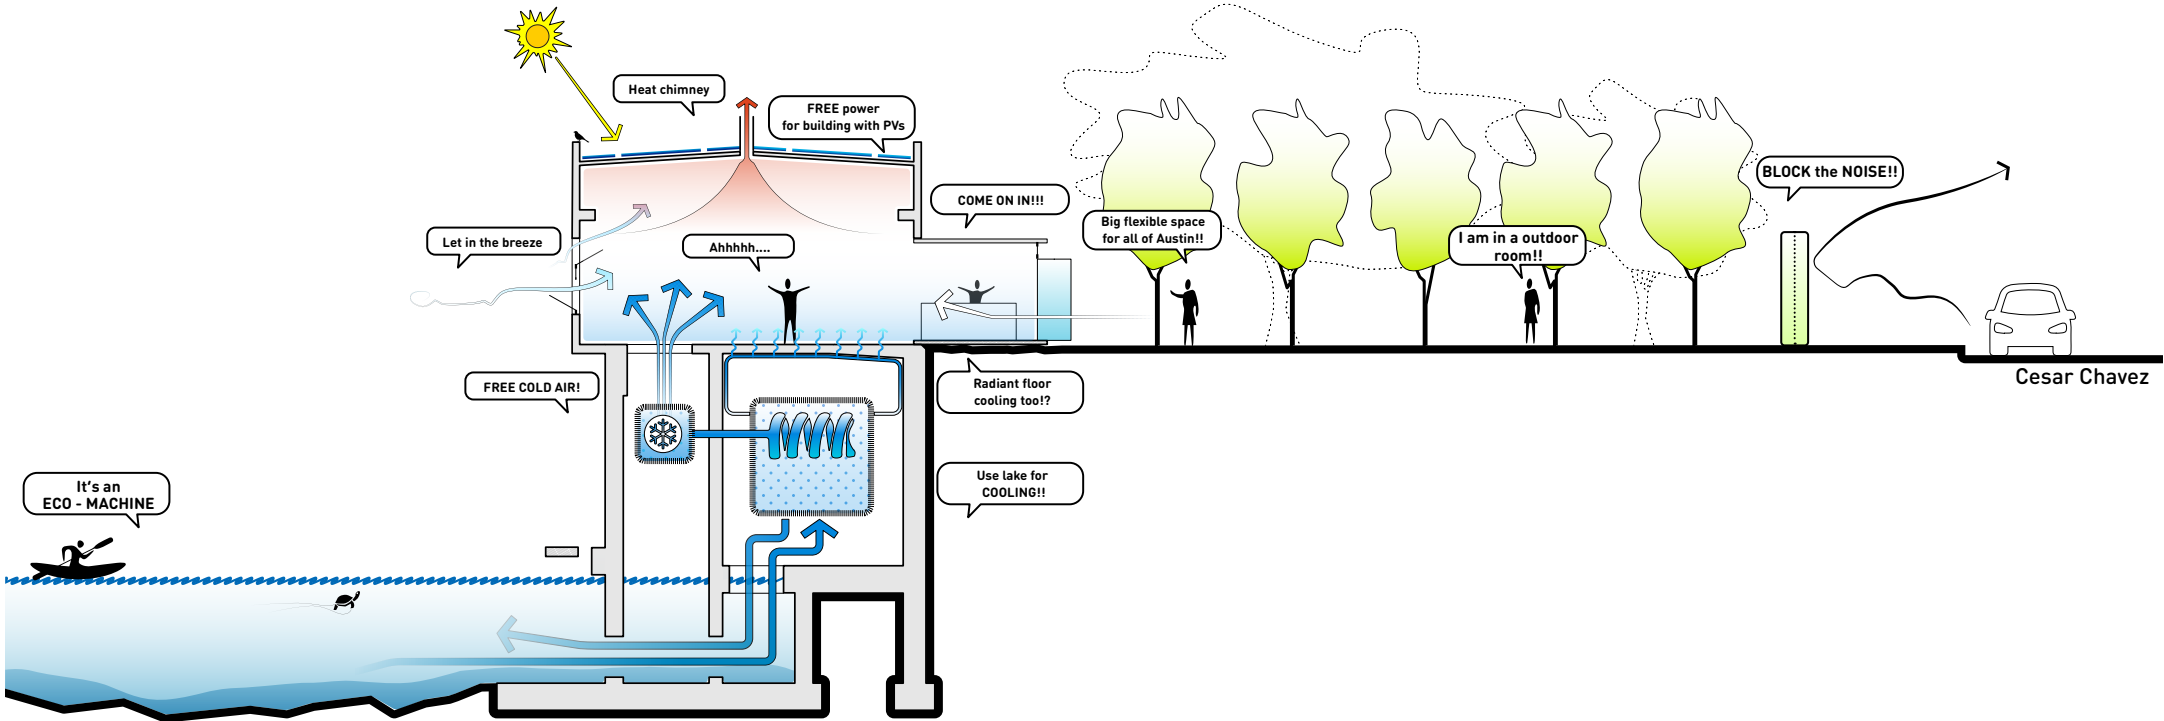 Heat chimney
FREE power
for building with PVs
Let in the breeze
Ahhhhh....
COME ON IN!!!
Big flexible space
for all of Austin!!
I am in a outdoor
room!!
BLOCK the NOISE!!
FREE COLD AIR!
Radiant floor
cooling too!?
Cesar Chavez
Use lake for
COOLING!!
It's an
ECO - MACHINE